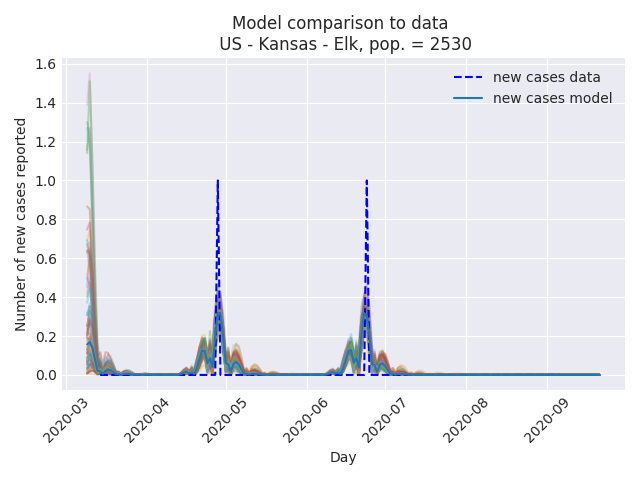 Model comparison to data
US - Kansas - Elk, pop. = 2530
new cases data
new cases model
Number of new cases reported
1.6
1.4
1.2
1.0
0.8
0.6
0.4
0.2
0.0
2020-03
2020-04
2020-05
2020-06
2020-07
2020-08
2020-09
Day